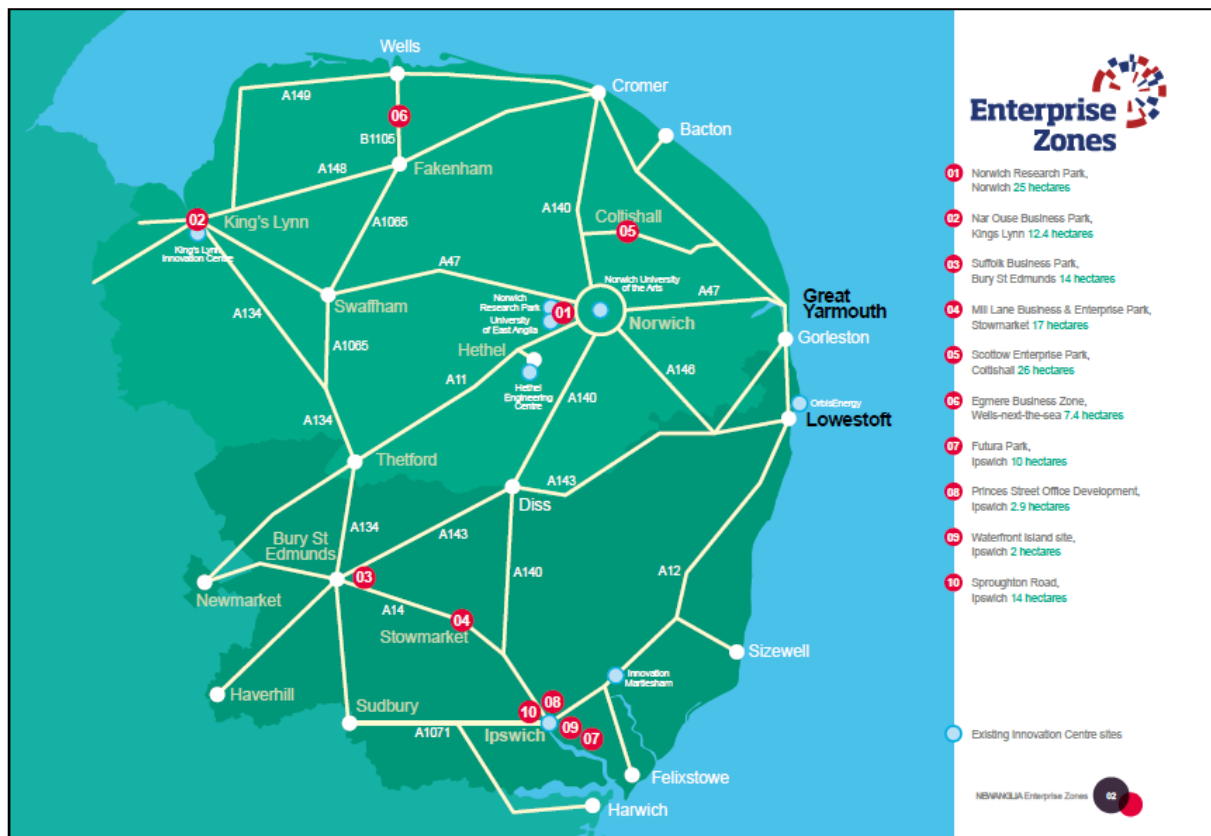 Wells
Cromer
A149
06
B1105
Bacton
Fakenham
A148
02
King's Lynn
King's Lynn
Innovation Centre
A1065
A140
Coltishall
05
A47
Norwich University
of the Arts
A47
Swaffham
Norwich
Research Park
University
of East Anglia
01
Norwich
Great
Yarmouth
Gorleston
A134
A1065
Hethel
Hethel
Engineering
Centre
A11
A140
A146
OrbisEnergy
Lowestoft
A134
Thetford
A143
Diss
A134
A143
Bury St
Edmunds
03
Newmarket
A14
04
Stowmarket
A140
A12
Sizewell
Innovation
Martlesham
Haverhill
Sudbury
10
08
Ipswich
09
07
A1071
Felixstowe
Harwich
Enterprise
Zones
01 Norwich Research Park,
Norwich 25 hectares
02 Nar Ouse Business Park,
Kings Lynn 12.4 hectares
03 Suffolk Business Park,
Bury St Edmunds 14 hectares
04 Mill Lane Business & Enterprise Park,
Stowmarket 17 hectares
05 Scottow Enterprise Park,
Coltishall 26 hectares
06 Egmere Business Zone,
Wells-next-the-sea 7.4 hectares
07 Futura Park,
Ipswich 10 hectares
08 Princes Street Office Development,
Ipswich 2.9 hectares
09 Waterfront Island site,
Ipswich 2 hectares
10 Sproughton Road,
Ipswich 14 hectares
Existing Innovation Centre sites
NEWANGLIA Enterprise Zones 02